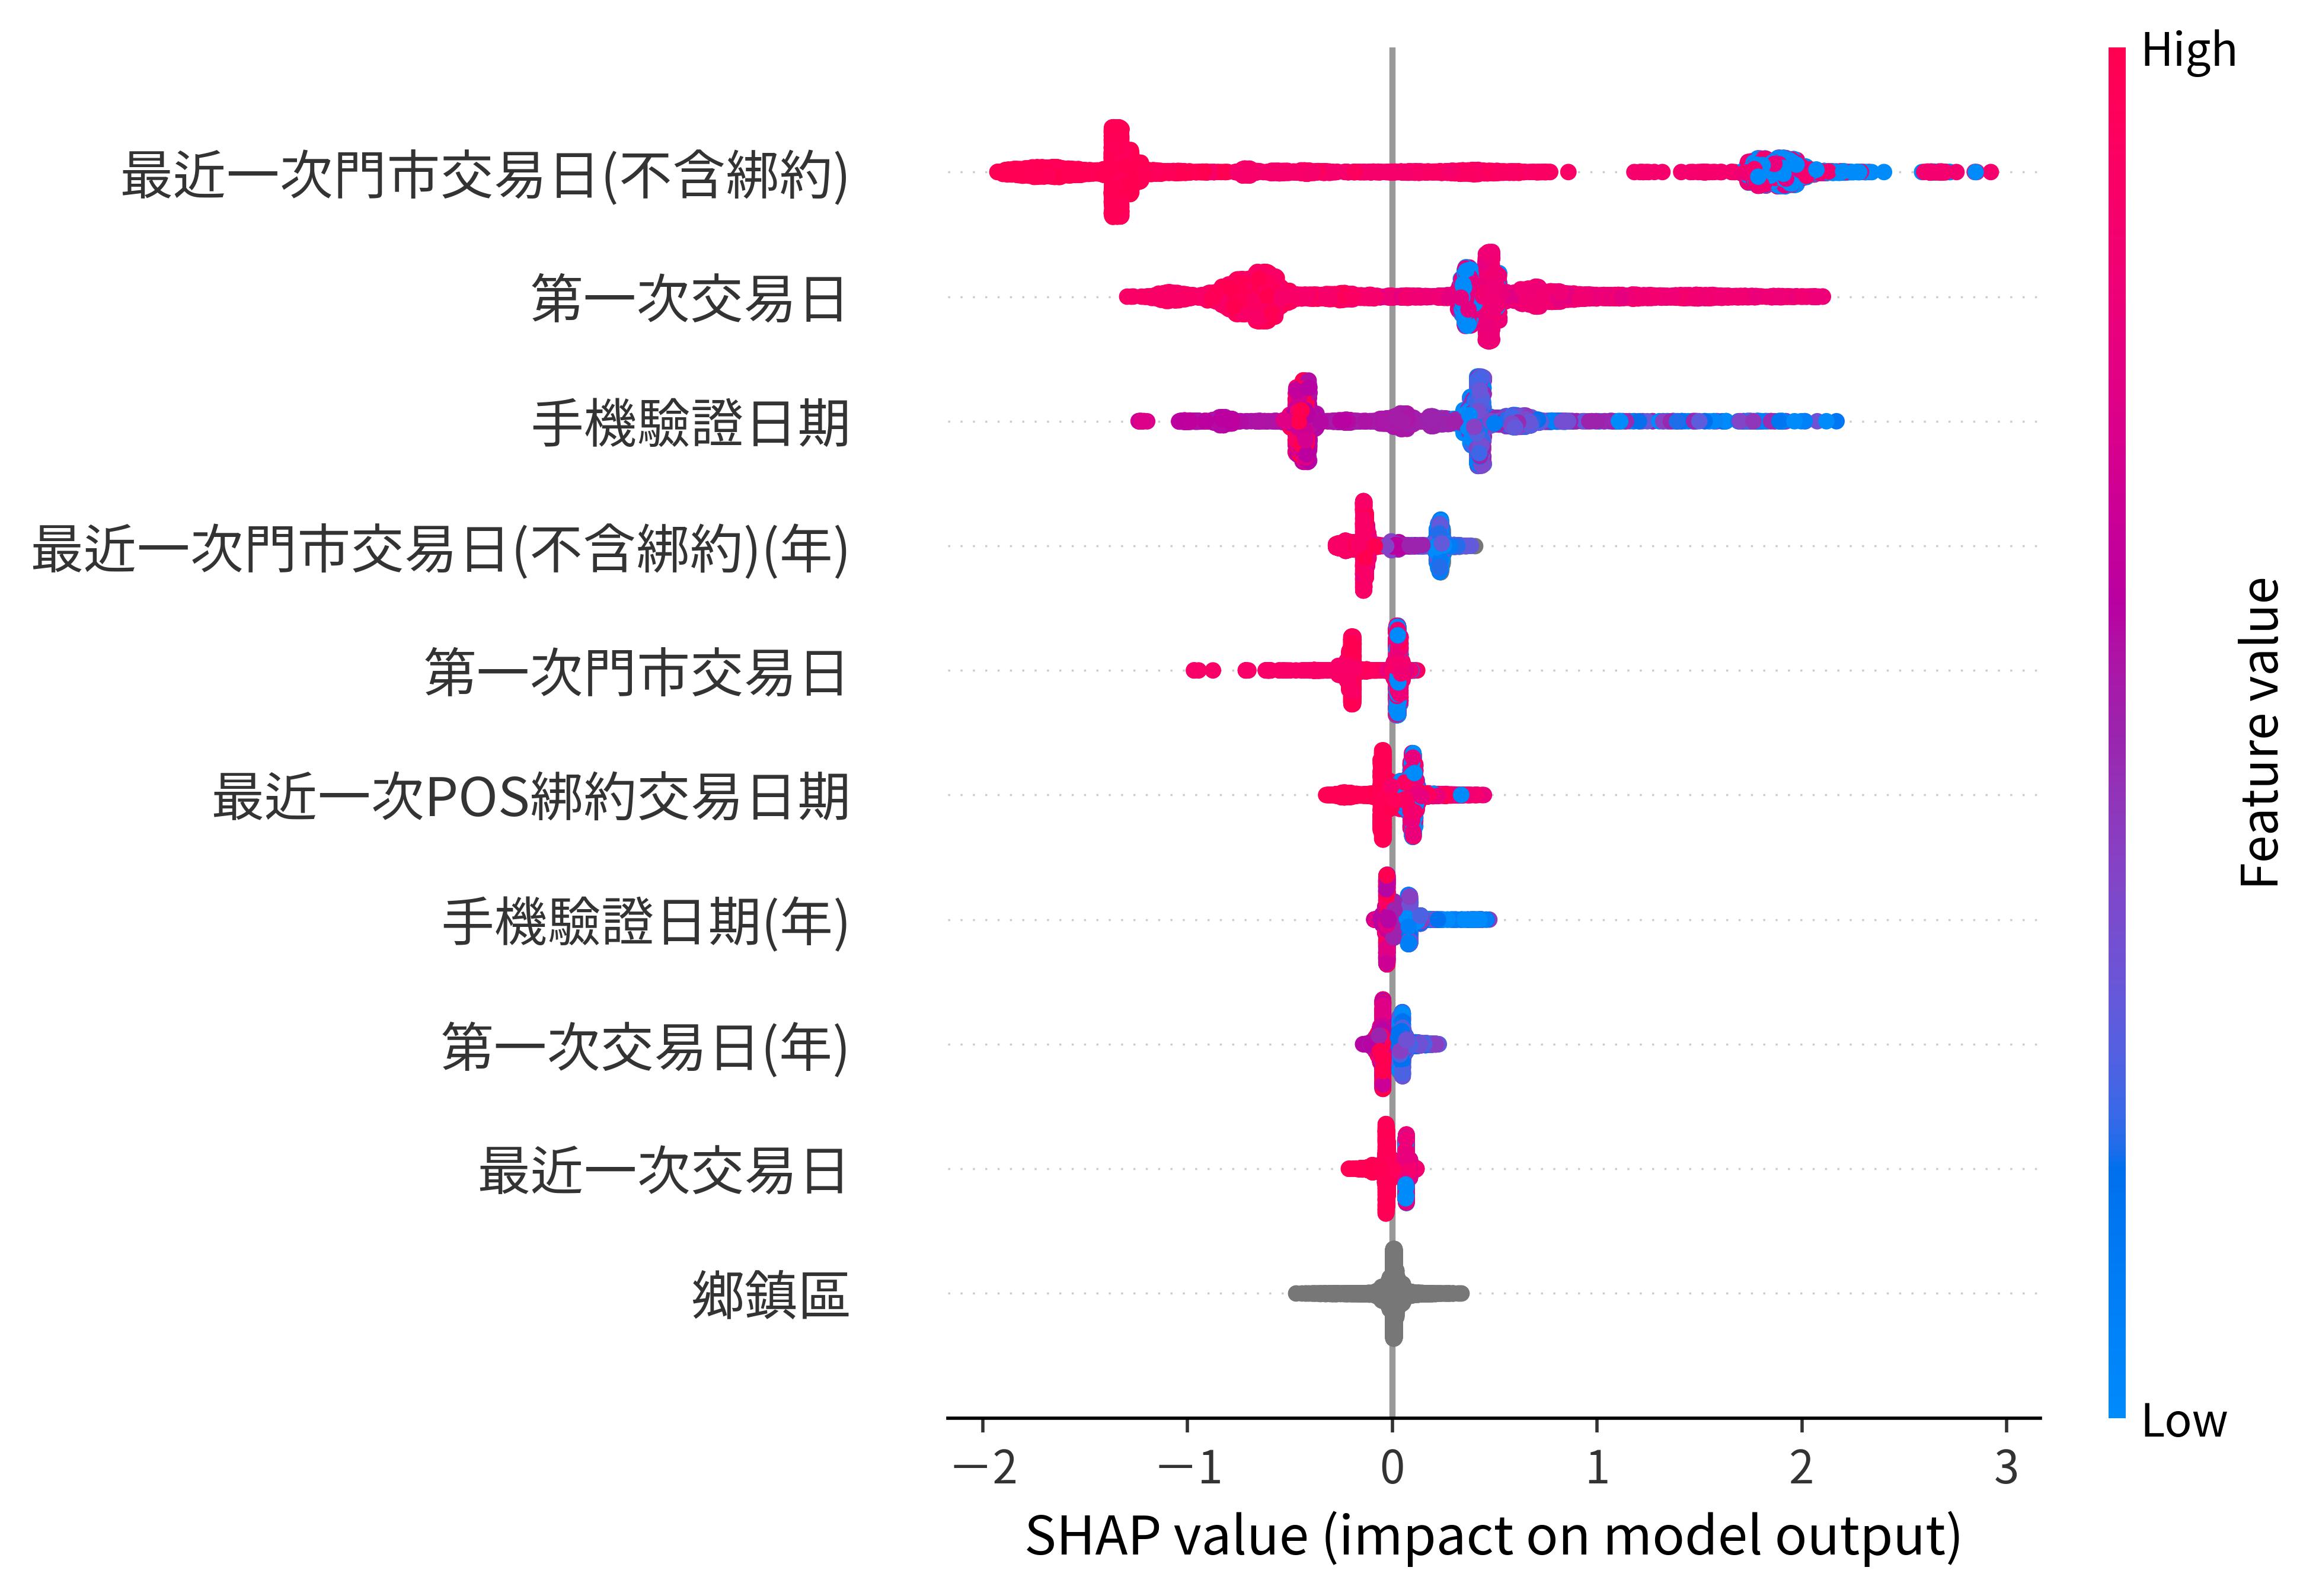 High
最近一次門市交易日(不含綁約)
第一次交易日
手機驗證日期
最近一次門市交易日(不含綁約)(年)
第一次門市交易日
最近一次POS綁約交易日期
手機驗證日期(年)
第一次交易日(年)
最近一次交易日
鄉鎮區
Feature value
Low
−2 −1 0 1 2 3
SHAP value (impact on model output)